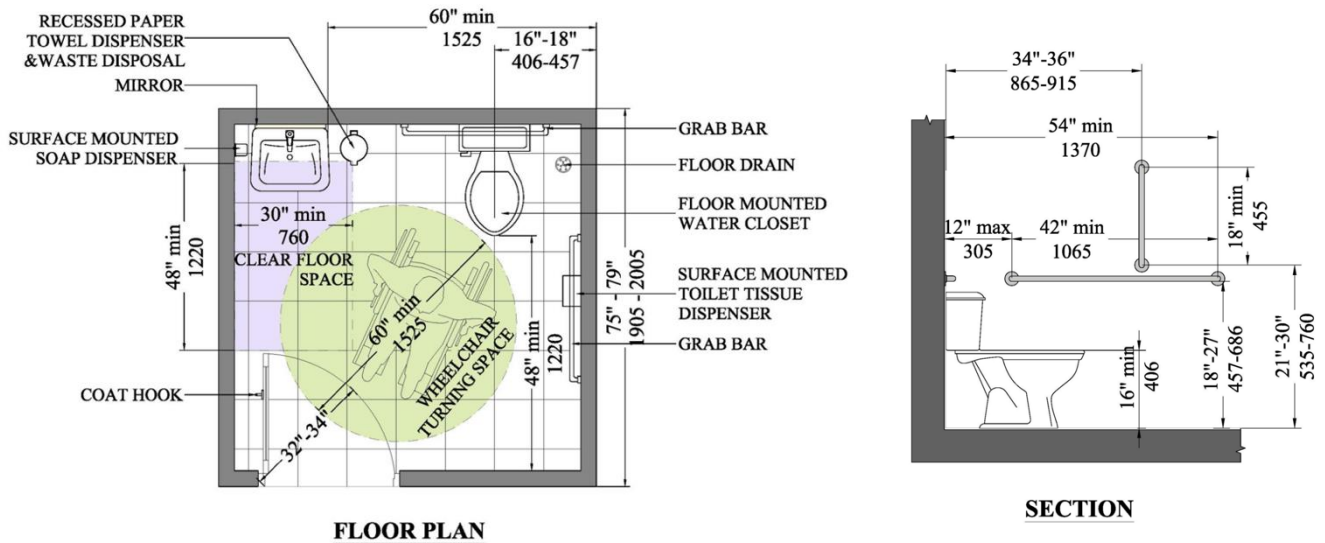 RECESSED PAPER
TOWEL DISPENSER
&WASTE DISPOSAL
MIRROR
SURFACE MOUNTED
SOAP DISPENSER
COAT HOOK
60" min
1525
16"-18"
406-457
GRAB BAR
FLOOR DRAIN
FLOOR MOUNTED
WATER CLOSET
SURFACE MOUNTED
TOILET TISSUE
DISPENSER
GRAB BAR
75" - 79"
1905 - 2005
48" min
1220
30" min
760
CLEAR FLOOR
SPACE
60" min
1525
WHEELCHAIR
TURNING SPACE
48" min
1220
32"-34"
FLOOR PLAN
34"-36"
865-915
54" min
1370
12" max
305
42" min
1065
18" min
455
16" min
406
18"-27"
457-686
21"-30"
535-760
SECTION